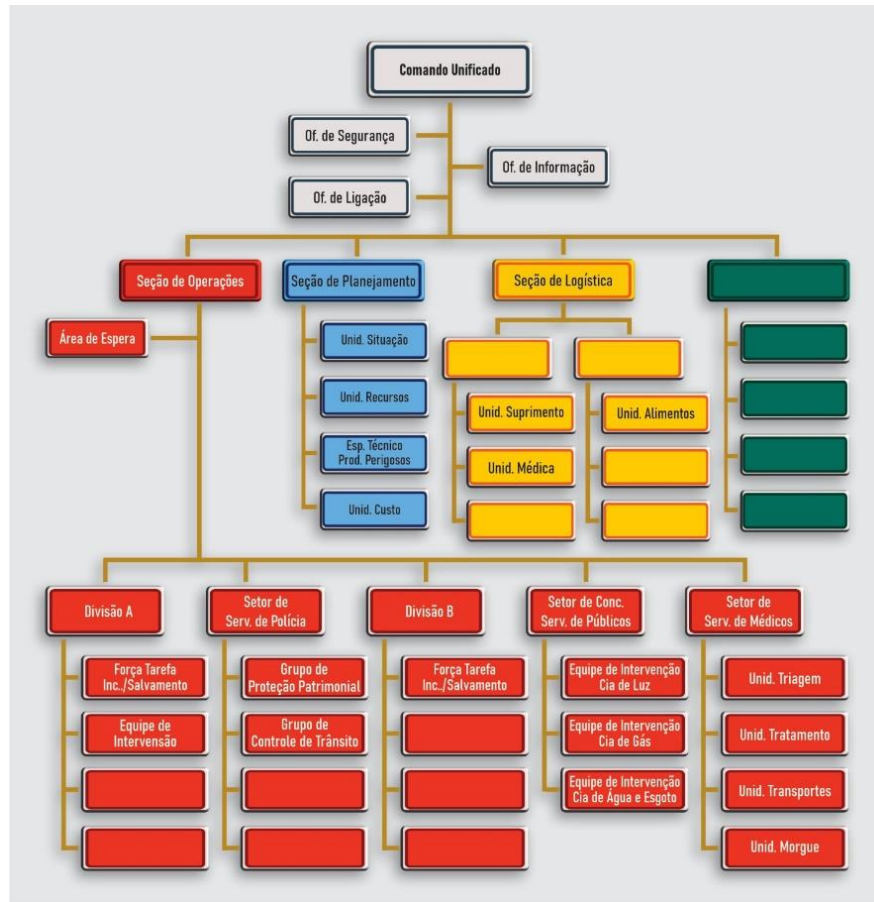 Comando Unificado
Of. de Segurança
Of. de Informação
Of. de Ligação
Seção de Operações
Seção de Planejamento
Seção de Logística
Área de Espera
Unid. Situação
Unid. Recursos
Esp. Técnico
Prod. Perigosos
Unid. Custo
Unid. Suprimento
Unid. Médica
Unid. Alimentos
Divisão A
Força Tarefa
Inc../Salvamento
Equipe de
Intervensão
Setor de
Serv. de Polícia
Grupo de
Proteção Patrimonial
Grupo de
Controle de Trânsito
Divisão B
Força Tarefa
Inc../Salvamento
Setor de Conc.
Serv. de Públicos
Equipe de Intervenção
Cia de Luz
Equipe de Intervenção
Cia de Gás
Equipe de Intervenção
Cia de Água e Esgoto
Setor de
Serv. de Médicos
Unid. Triagem
Unid. Tratamento
Unid. Transportes
Unid. Morgue